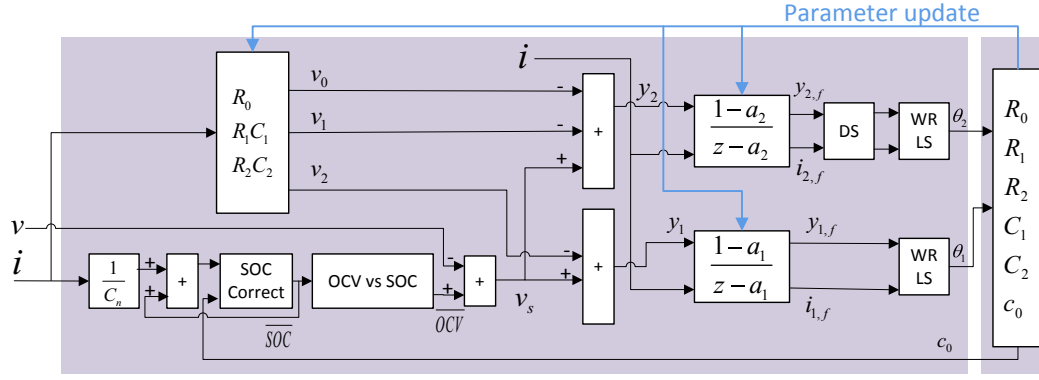 Parameter update
i
R₀
R₁C₁
R₂C₂
v₀
v₁
v₂
-
-
+
+
y₂
1-a₂
z-a₂
y₂,f
i₂,f
DS
WR
LS
θ₂
R₀
R₁
R₂
C₁
C₂
c₀
v
i
1
Cₙ
+
+
+
SOC
Correct
SOC
OCV vs SOC
OCV
-
+
+
vₛ
-
+
+
y₁
1-a₁
z-a₁
y₁,f
i₁,f
WR
LS
θ₁
c₀